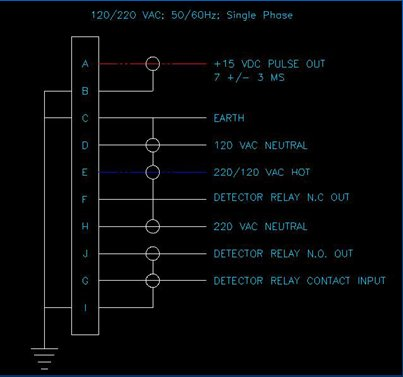 120/220 VAC; 50/60Hz; Single Phase
A +15 VDC PULSE OUT
7 +/- 3 MS
B
C EARTH
D 120 VAC NEUTRAL
E 220/120 VAC HOT
F DETECTOR RELAY N.C OUT
H 220 VAC NEUTRAL
J DETECTOR RELAY N.O. OUT
G DETECTOR RELAY CONTACT INPUT
I